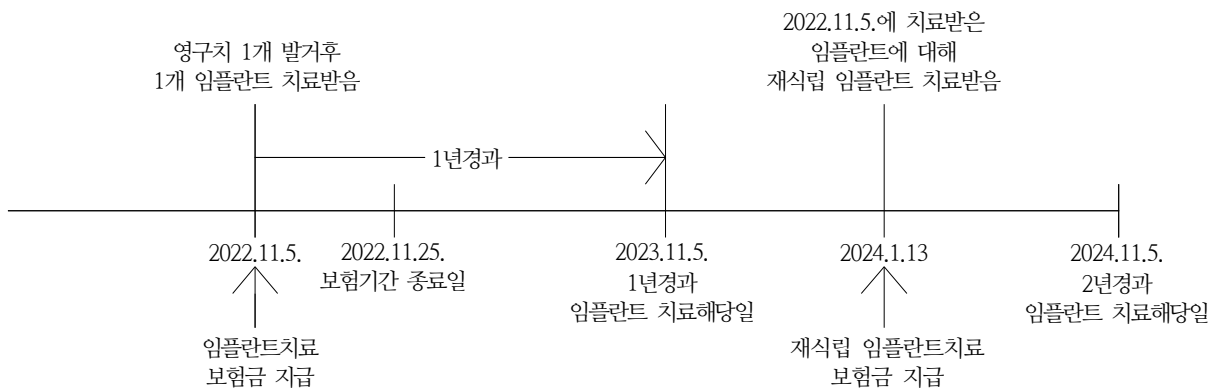 영구치 1개 발거후
1개 임플란트 치료받음
2022.11.5.에 치료받은
임플란트에 대해
재식립 임플란트 치료받음
1년경과
2022.11.5.
2022.11.25.
보험기간 종료일
2023.11.5.
1년경과
임플란트 치료해당일
2024.1.13
2024.11.5.
2년경과
임플란트 치료해당일
임플란트치료
보험금 지급
재식립 임플란트치료
보험금 지급